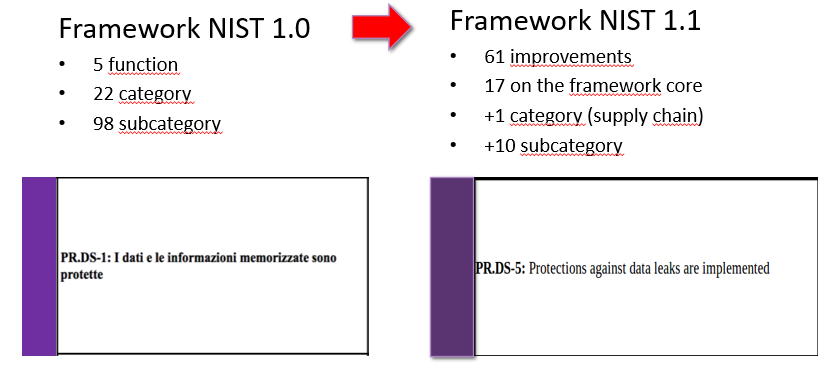 Framework NIST 1.0
• 5 function
• 22 category
• 98 subcategory
Framework NIST 1.1
• 61 improvements
• 17 on the framework core
• +1 category (supply chain)
• +10 subcategory
PR.DS-1: I dati e le informazioni memorizzate sono
protette
PR.DS-5: Protections against data leaks are implemented